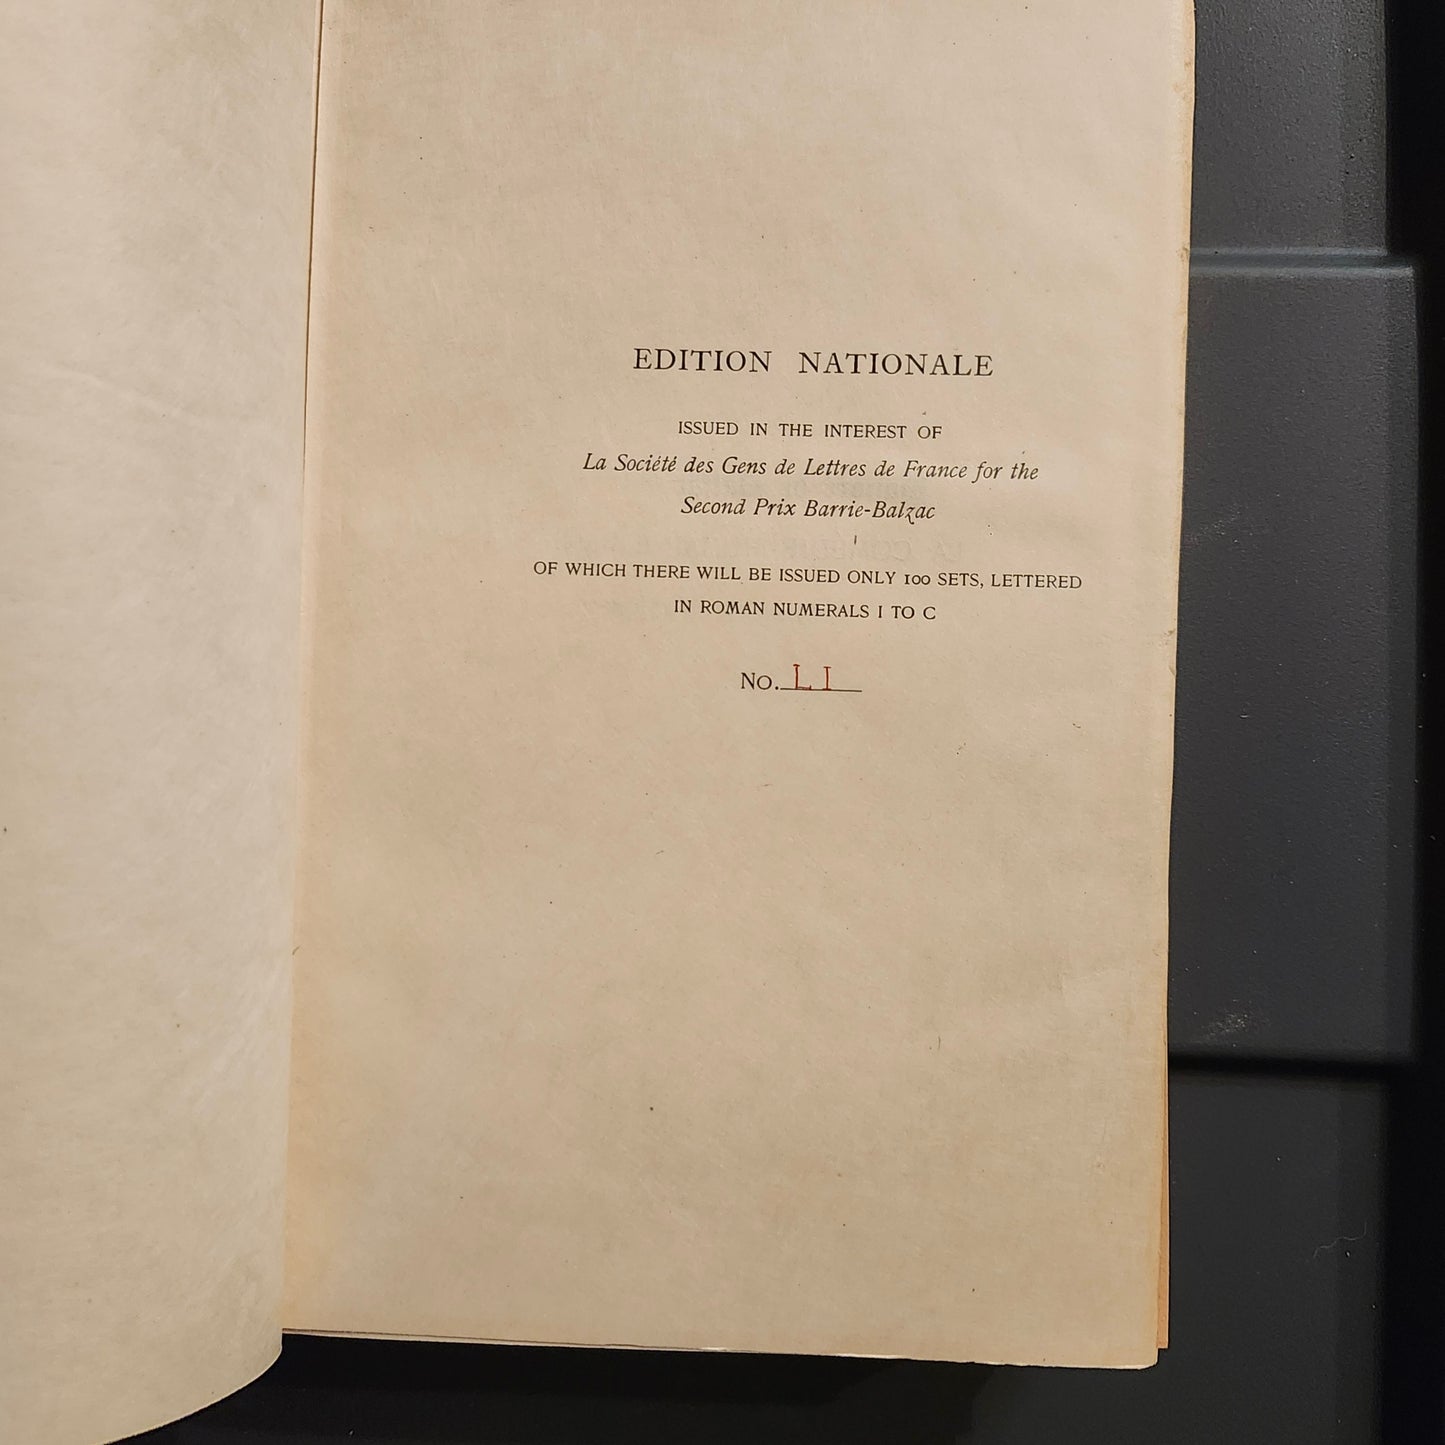 EDITION NATIONALE
ISSUED IN THE INTEREST OF
La Société des Gens de Lettres de France for the
Second Prix Barrie-Balzac
OF WHICH THERE WILL BE ISSUED ONLY 100 SETS, LETTERED
IN ROMAN NUMERALS I TO C
No. LI